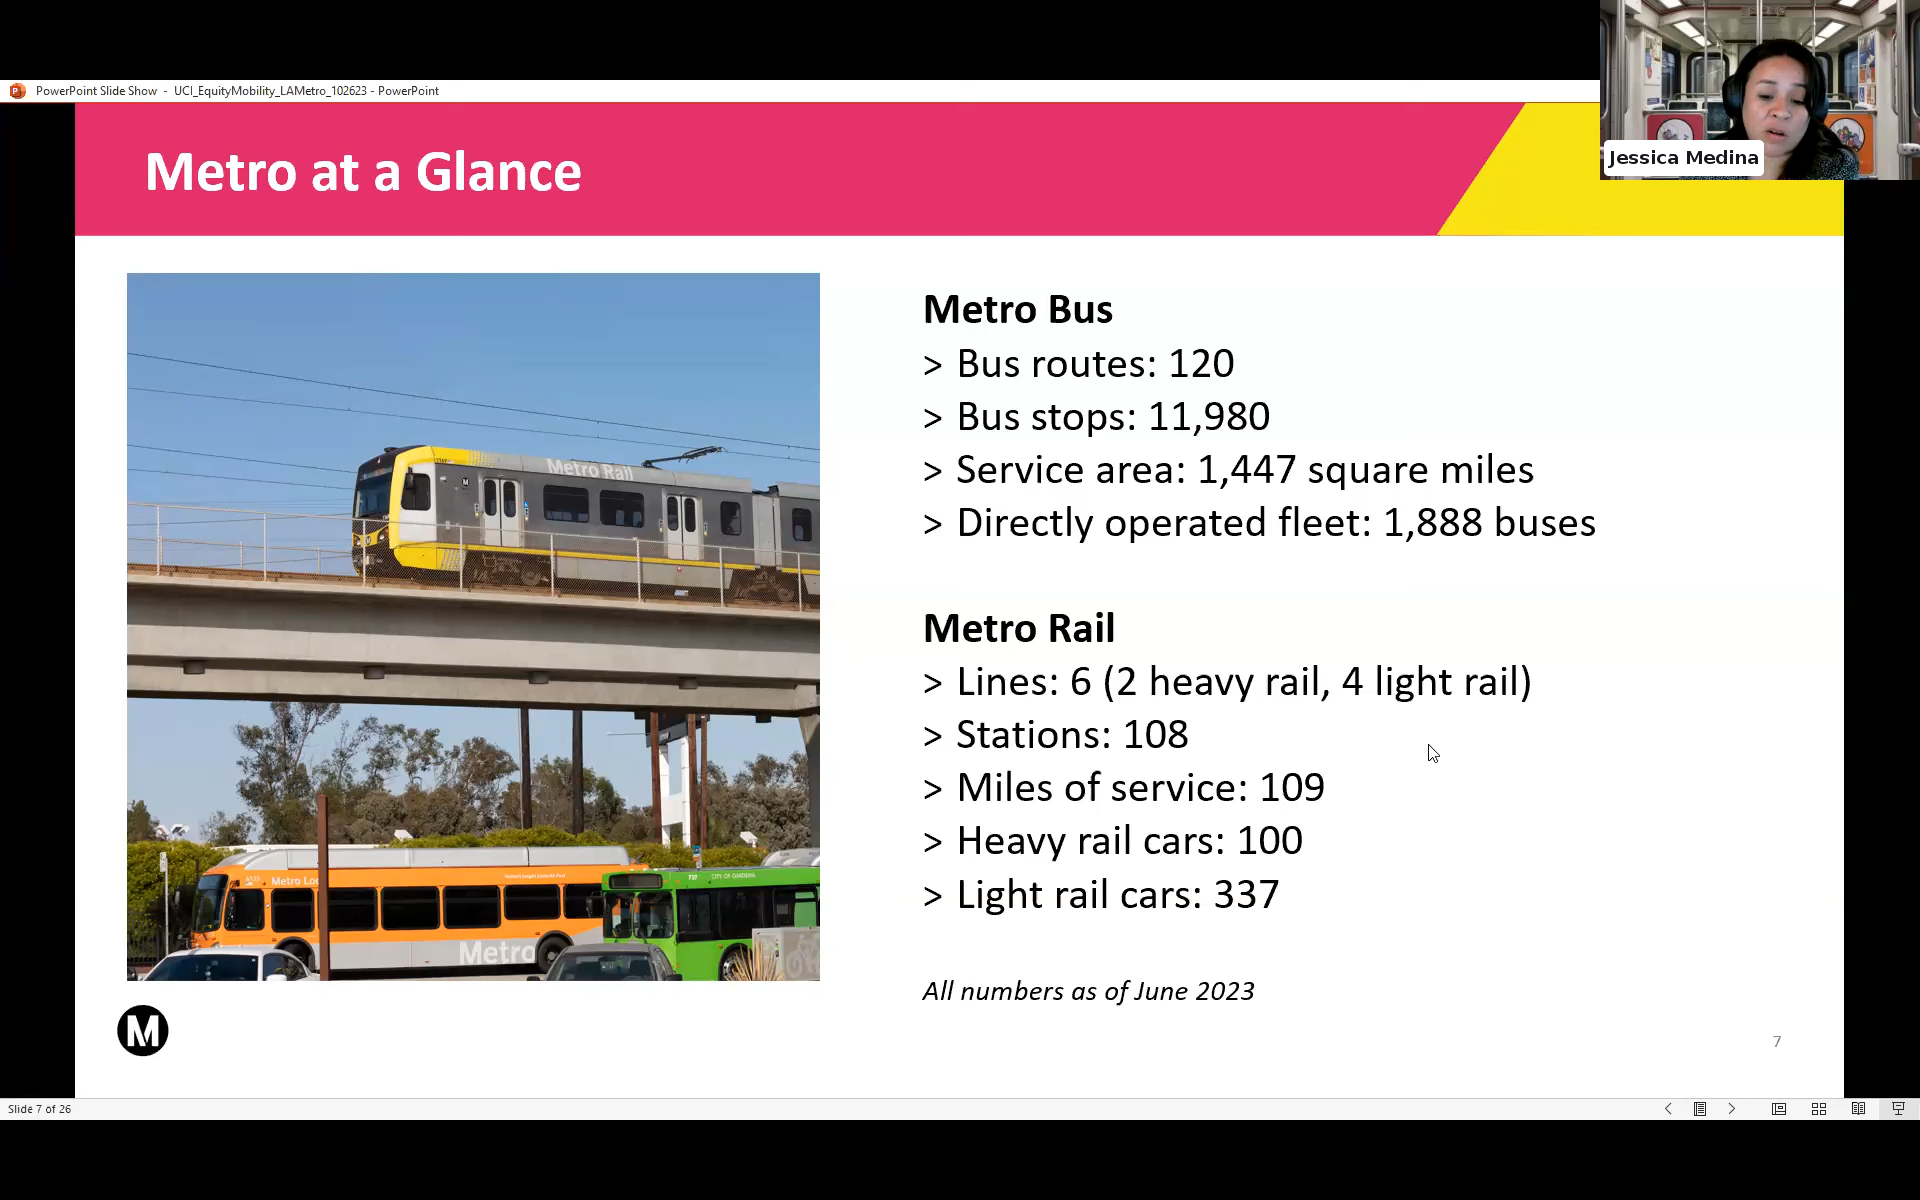 PowerPoint Slide Show - UCI_EquityMobility_LAMetro_102623 - PowerPoint
Jessica Medina
Metro at a Glance
Metro Rail
M
Metro Lo
Metro
737 CITY OF GARDENA
M
Metro Bus
> Bus routes: 120
> Bus stops: 11,980
> Service area: 1,447 square miles
> Directly operated fleet: 1,888 buses
Metro Rail
> Lines: 6 (2 heavy rail, 4 light rail)
> Stations: 108
> Miles of service: 109
> Heavy rail cars: 100
> Light rail cars: 337
All numbers as of June 2023
7
Slide 7 of 26